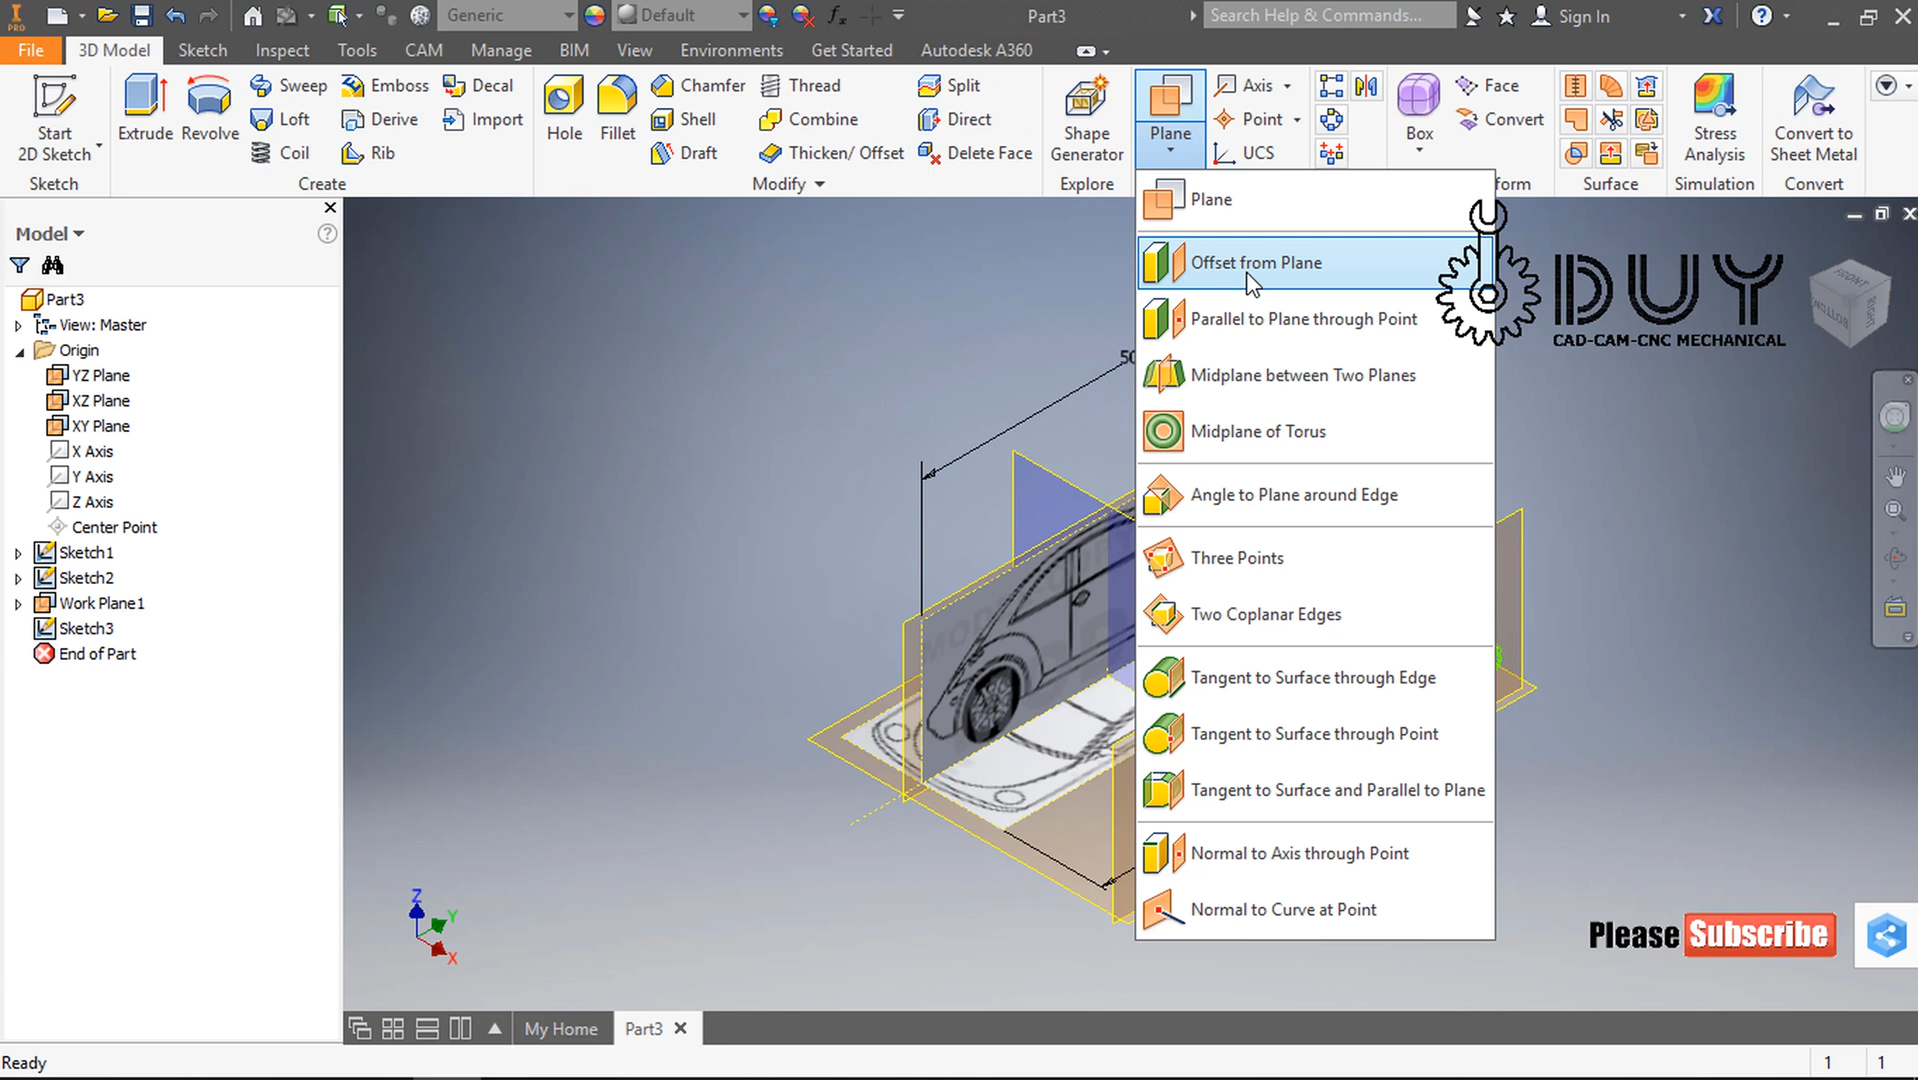 Generic
Default
Part3
Search Help & Commands...
Sign In
PRO
File
3D Model
Sketch
Inspect
Tools
CAM
Manage
BIM
View
Environments
Get Started
Autodesk A360
Start
2D Sketch
Sketch
Extrude
Revolve
Sweep
Loft
Coil
Emboss
Derive
Rib
Decal
Import
Create
Hole
Fillet
Chamfer
Shell
Draft
Thread
Combine
Thicken/ Offset
Split
Direct
Delete Face
Modify
Shape
Generator
Explore
Plane
Axis
Point
UCS
Box
Face
Convert
form
Surface
Stress
Analysis
Simulation
Convert to
Sheet Metal
Convert
Model
Part3
View: Master
Origin
YZ Plane
XZ Plane
XY Plane
X Axis
Y Axis
Z Axis
Center Point
Sketch1
Sketch2
Work Plane1
Sketch3
End of Part
Plane
Offset from Plane
Parallel to Plane through Point
Midplane between Two Planes
Midplane of Torus
Angle to Plane around Edge
Three Points
Two Coplanar Edges
Tangent to Surface through Edge
Tangent to Surface through Point
Tangent to Surface and Parallel to Plane
Normal to Axis through Point
Normal to Curve at Point
DUY
CAD-CAM-CNC MECHANICAL
FRONT
RIGHT
BOTTOM
50
Z
Y
X
Please Subscribe
My Home
Part3
Ready
1
1